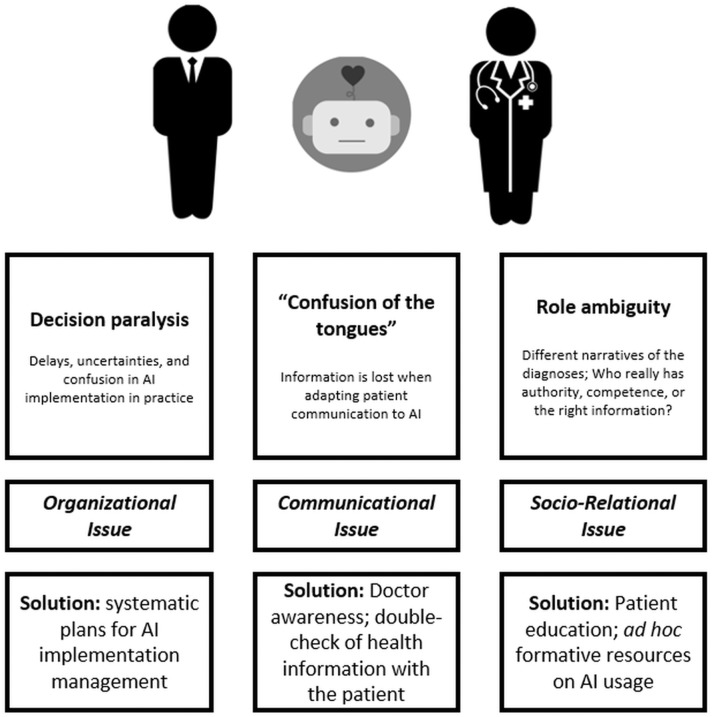 Decision paralysis
Delays, uncertainties, and
confusion in AI
implementation in practice
“Confusion of the
tongues”
Information is lost when
adapting patient
communication to AI
Role ambiguity
Different narratives of the
diagnoses; Who really has
authority, competence, or
the right information?
Organizational
Issue
Communicational
Issue
Socio-Relational
Issue
Solution: systematic
plans for AI
implementation
management
Solution: Doctor
awareness; double-
check of health
information with
the patient
Solution: Patient
education; ad hoc
formative resources
on AI usage